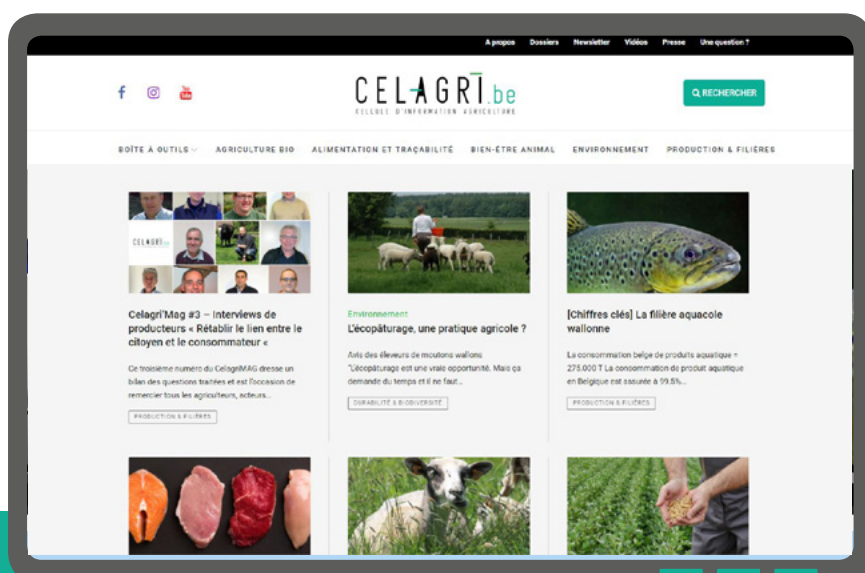 A propos Dossiers Newsletter Vidéos Presse Une question ?
CELAGRI.be
CELLULE D'INFORMATION AGRICULTURE
RECHERCHER
BOÎTE À OUTILS AGRICULTURE BIO ALIMENTATION ET TRAÇABILITÉ BIEN-ÊTRE ANIMAL ENVIRONNEMENT PRODUCTION & FILIÈRES
CELAGRI.be
Celagri'Mag #3 – Interviews de
producteurs « Rétablir le lien entre le
citoyen et le consommateur «
Ce troisième numéro du CelagriMAG dresse un
bilan des questions traitées et est l'occasion de
remercier tous les agriculteurs, acteurs...
PRODUCTION & FILIÈRES
Environnement
L'écopâturage, une pratique agricole ?
Avis des éleveurs de moutons wallons
"L'écopâturage est une vraie opportunité. Mais ça
demande du temps et il ne faut...
DURABILITÉ & BIODIVERSITÉ
[Chiffres clés] La filière aquacole
wallonne
La consommation belge de produits aquatique =
275.000 T La consommation de produit aquatique
en Belgique est assurée à 99.5%...
PRODUCTION & FILIÈRES